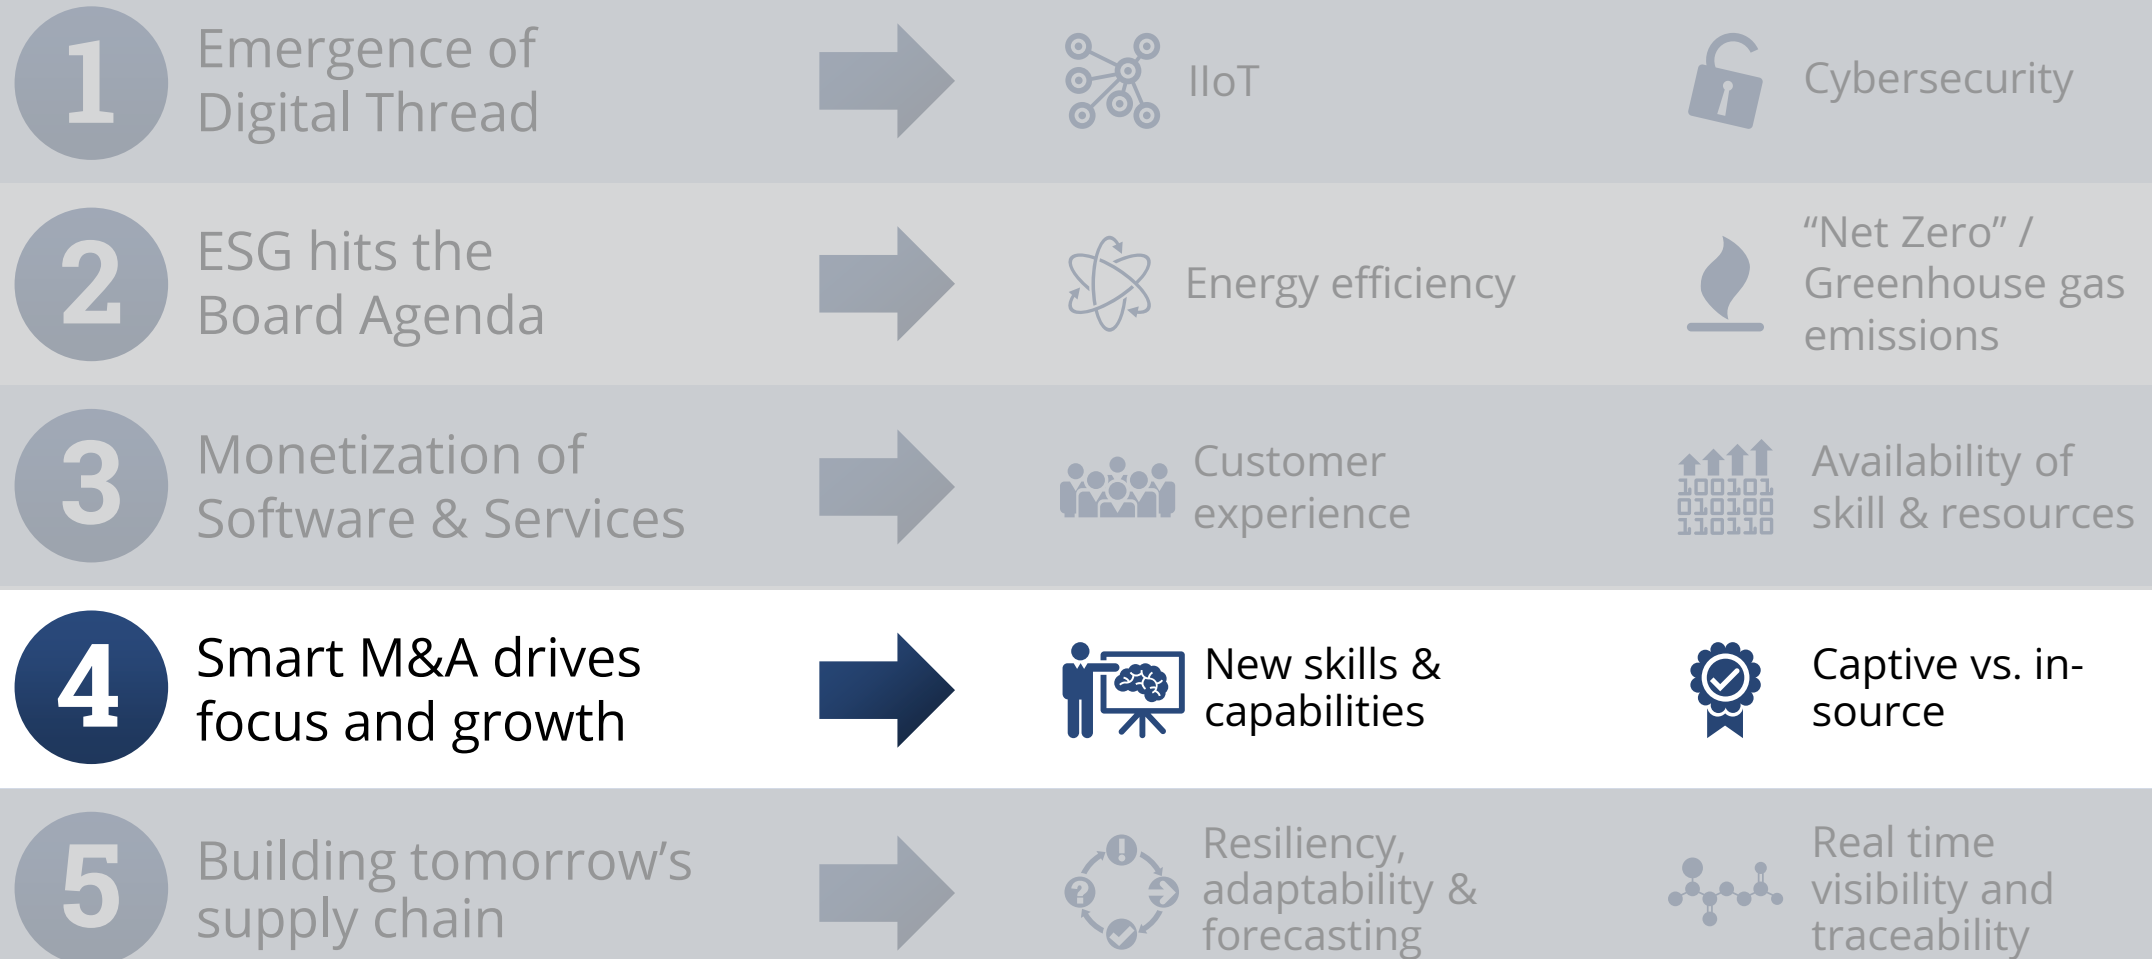 1
Emergence of
Digital Thread
IIoT
Cybersecurity
2
ESG hits the
Board Agenda
Energy efficiency
“Net Zero” /
Greenhouse gas
emissions
3
Monetization of
Software & Services
Customer
experience
100101
010100
110110
Availability of
skill & resources
4
Smart M&A drives
focus and growth
New skills &
capabilities
Captive vs. in-
source
5
Building tomorrow’s
supply chain
!
?
Resiliency,
adaptability &
forecasting
Real time
visibility and
traceability